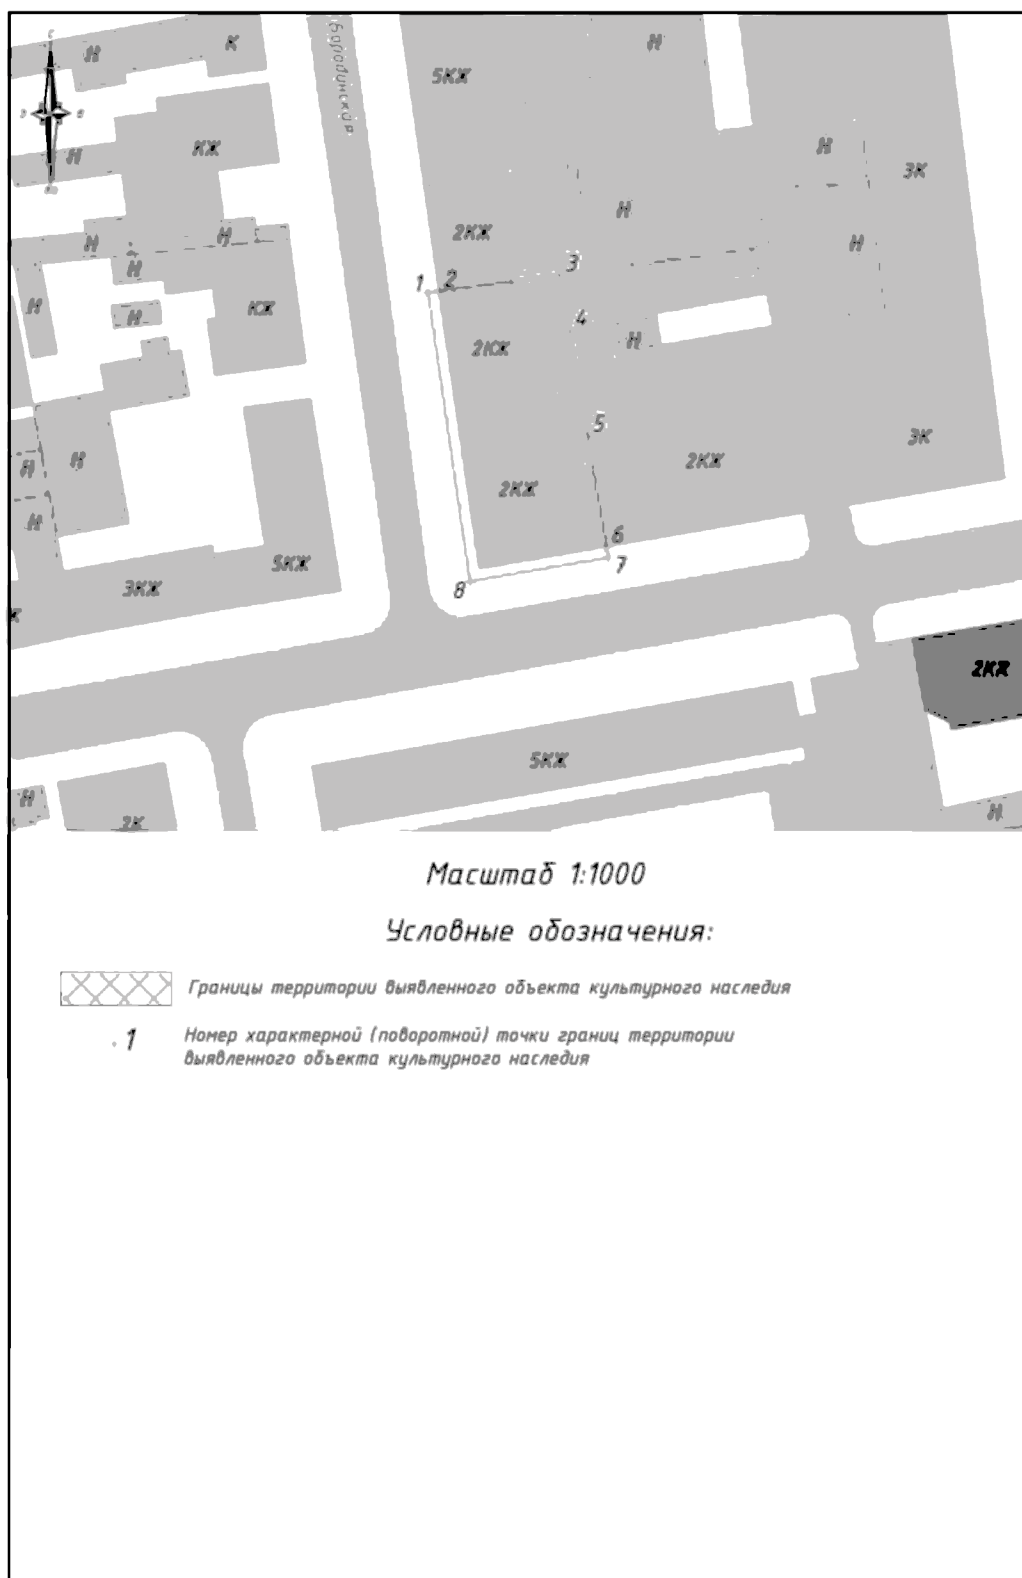 Н
К
Н
5КЖ
КЖ
Н
Н
3К
Бородинская
Н
Н
2КЖ
Н
Н
Н
Н
3
1
2
Н
КЖ
Н
4
2КЖ
Н
5
3К
2КЖ
Н
Н
2КЖ
Н
6
7
5КЖ
3КЖ
8
2КЖ
5КЖ
Н
2К
Н
Масштаб 1:1000
Условные обозначения:
Границы территории выявленного объекта культурного наследия
1 Номер характерной (поворотной) точки границ территории
выявленного объекта культурного наследия